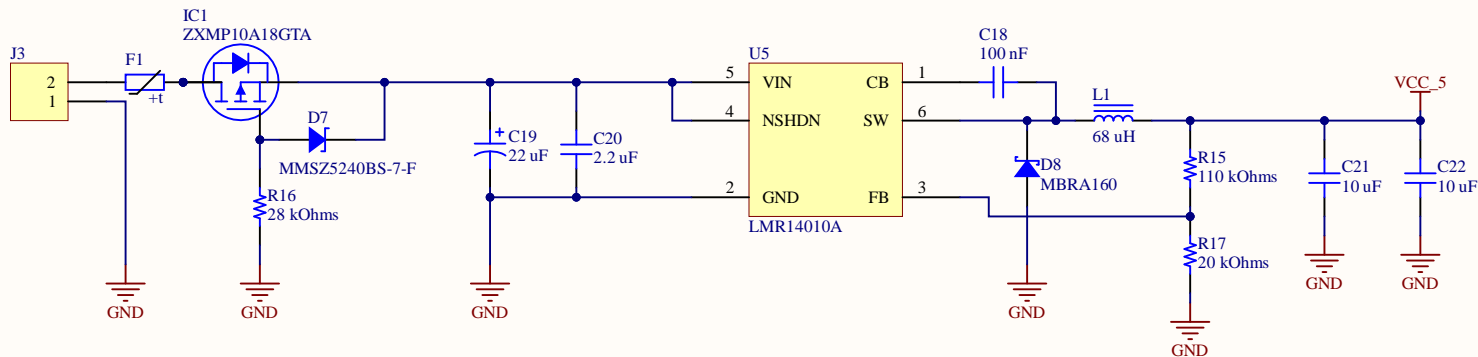 J3
2
1
F1
+t
GND
IC1
ZXMP10A18GTA
D7
MMSZ5240BS-7-F
R16
28 kOhms
GND
C19
22 uF
C20
2.2 uF
GND
U5
5
VIN
CB
1
4
NSHDN
SW
6
2
GND
FB
3
LMR14010A
C18
100 nF
D8
MBRA160
GND
L1
68 uH
R15
110 kOhms
R17
20 kOhms
GND
C21
10 uF
GND
VCC_5
C22
10 uF
GND